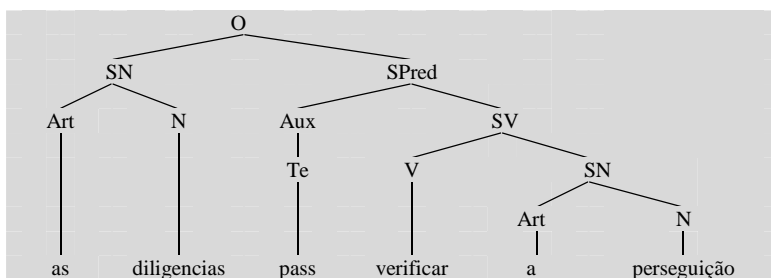 O
SN SPred
Art N Aux SV
Te V SN
Art N
as diligencias pass verificar a perseguição